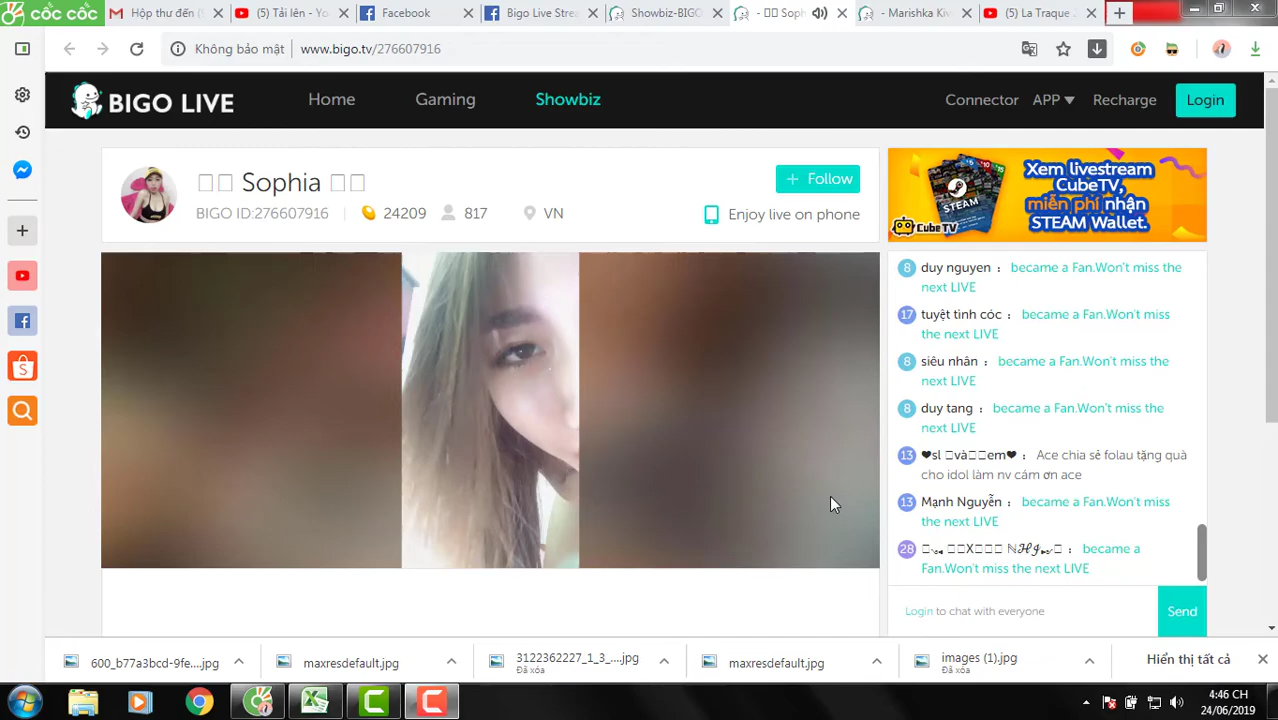 cốc cốc
Hộp thư đến (
(5) Tải lên - Yout
Facebook
Bigo Live Stre
Showbiz-BIGO
Soph
- Marishka Kw
(5) La Traque 2
Không bảo mật
www.bigo.tv/276607916
BIGO LIVE
Home
Gaming
Showbiz
Connector
APP
Recharge
Login
Sophia
+ Follow
BIGO ID:276607916
24209
817
VN
Enjoy live on phone
STEAM
CubeTV
Xem livestream
CubeTV,
miễn phí nhận
STEAM Wallet.
8 duy nguyen : became a Fan.Won't miss the
next LIVE
17 tuyệt tình cóc : became a Fan.Won't miss
the next LIVE
8 siêu nhân : became a Fan.Won't miss the
next LIVE
8 duy tang : became a Fan.Won't miss the
next LIVE
13 ❤sl vàem❤ : Ace chia sẻ folau tặng quà
cho idol làm nv cám ơn ace
13 Mạnh Nguyễn : became a Fan.Won't miss
the next LIVE
28 : became a
Fan.Won't miss the next LIVE
Login to chat with everyone
Send
600_b77a3bcd-9fe....jpg
maxresdefault.jpg
3122362227_1_3_....jpg
Đã xóa
maxresdefault.jpg
images (1).jpg
Đã xóa
Hiển thị tất cả
4:46 CH
24/06/2019